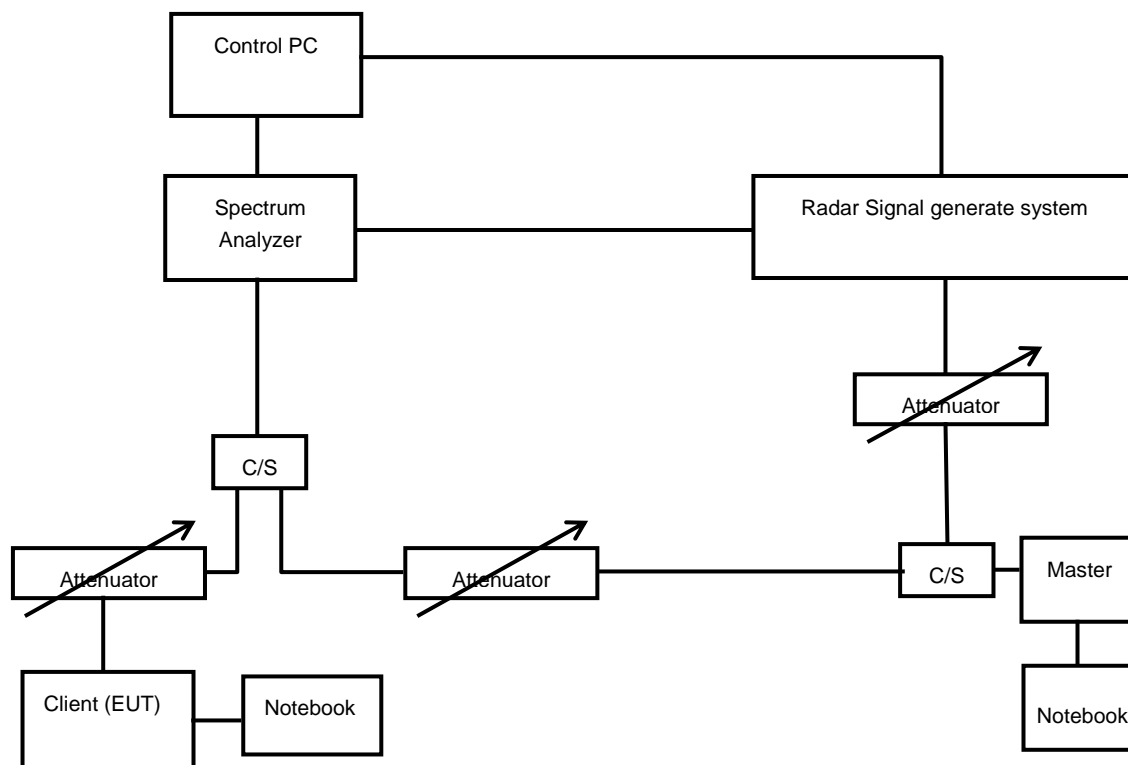 Control PC
Spectrum
Analyzer
Radar Signal generate system
Attenuator
C/S
Attenuator
Attenuator
C/S
Master
Client (EUT)
Notebook
Notebook